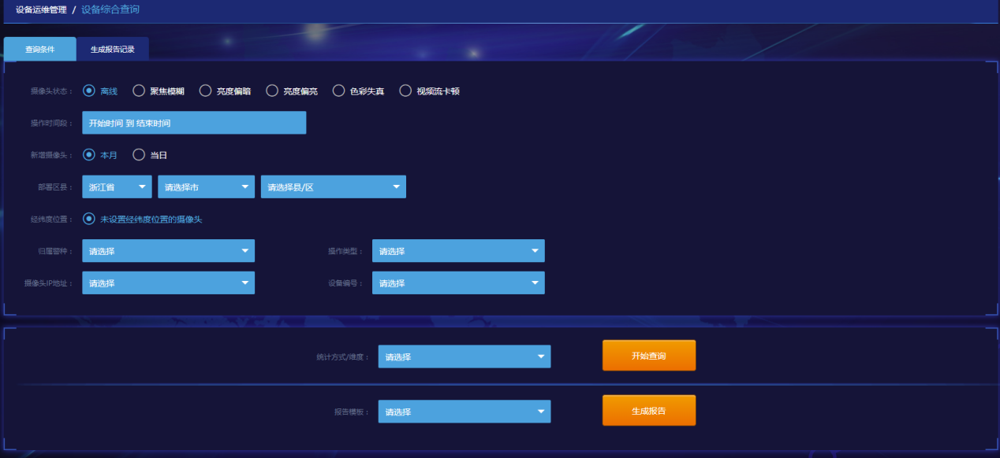 设备运维管理 / 设备综合查询
查询条件 生成报告记录
摄像头状态： 离线 聚焦模糊 亮度偏暗 亮度偏亮 色彩失真 视频流卡顿
操作时间段： 开始时间 到 结束时间
新增摄像头： 本月 当日
部署区县： 浙江省 请选择市 请选择县/区
经纬度位置： 未设置经纬度位置的摄像头
归属警种： 请选择 操作类型： 请选择
摄像头IP地址： 请选择 设备编号： 请选择
统计方式/维度： 请选择 开始查询
报告模板： 请选择 生成报告